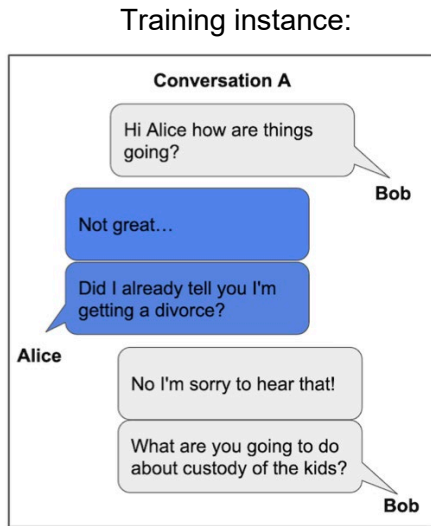 Training instance:
Conversation A
Hi Alice how are things
going?
Bob
Not great…
Did I already tell you I'm
getting a divorce?
Alice
No I'm sorry to hear that!
What are you going to do
about custody of the kids?
Bob